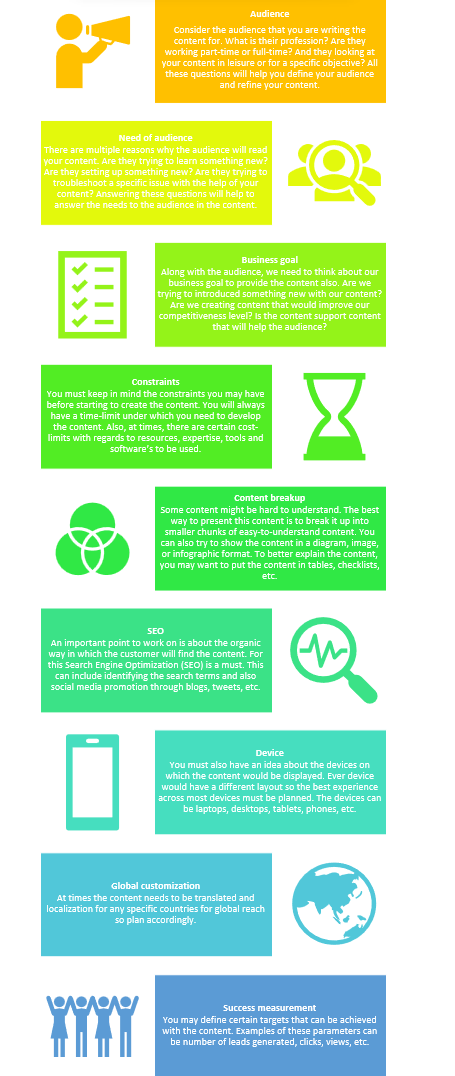 Audience
Consider the audience that you are writing the
content for. What is their profession? Are they
working part-time or full-time? And they looking at
your content in leisure or for a specific objective? All
these questions will help you define your audience
and refine your content.
Need of audience
There are multiple reasons why the audience will read
your content. Are they trying to learn something new?
Are they setting up something new? Are they trying to
troubleshoot a specific issue with the help of your
content? Answering these questions will help to
answer the needs to the audience in the content.
Business goal
Along with the audience, we need to think about our
business goal to provide the content also. Are we
trying to introduced something new with our content?
Are we creating content that would improve our
competitiveness level? Is the content support content
that will help the audience?
Constraints
You must keep in mind the constraints you may have
before starting to create the content. You will always
have a time-limit under which you need to develop
the content. Also, at times, there are certain cost-
limits with regards to resources, expertise, tools and
software's to be used.
Content breakup
Some content might be hard to understand. The best
way to present this content is to break it up into
smaller chunks of easy-to-understand content. You
can also try to show the content in a diagram, image,
or infographic format. To better explain the content,
you may want to put the content in tables, checklists,
etc.
SEO
An important point to work on is about the organic
way in which the customer will find the content. For
this Search Engine Optimization (SEO) is a must. This
can include identifying the search terms and also
social media promotion through blogs, tweets, etc.
Device
You must also have an idea about the devices on
which the content would be displayed. Ever device
would have a different layout so the best experience
across most devices must be planned. The devices can
be laptops, desktops, tablets, phones, etc.
Global customization
At times the content needs to be translated and
localization for any specific countries for global reach
so plan accordingly.
Success measurement
You may define certain targets that can be achieved
with the content. Examples of these parameters can
be number of leads generated, clicks, views, etc.